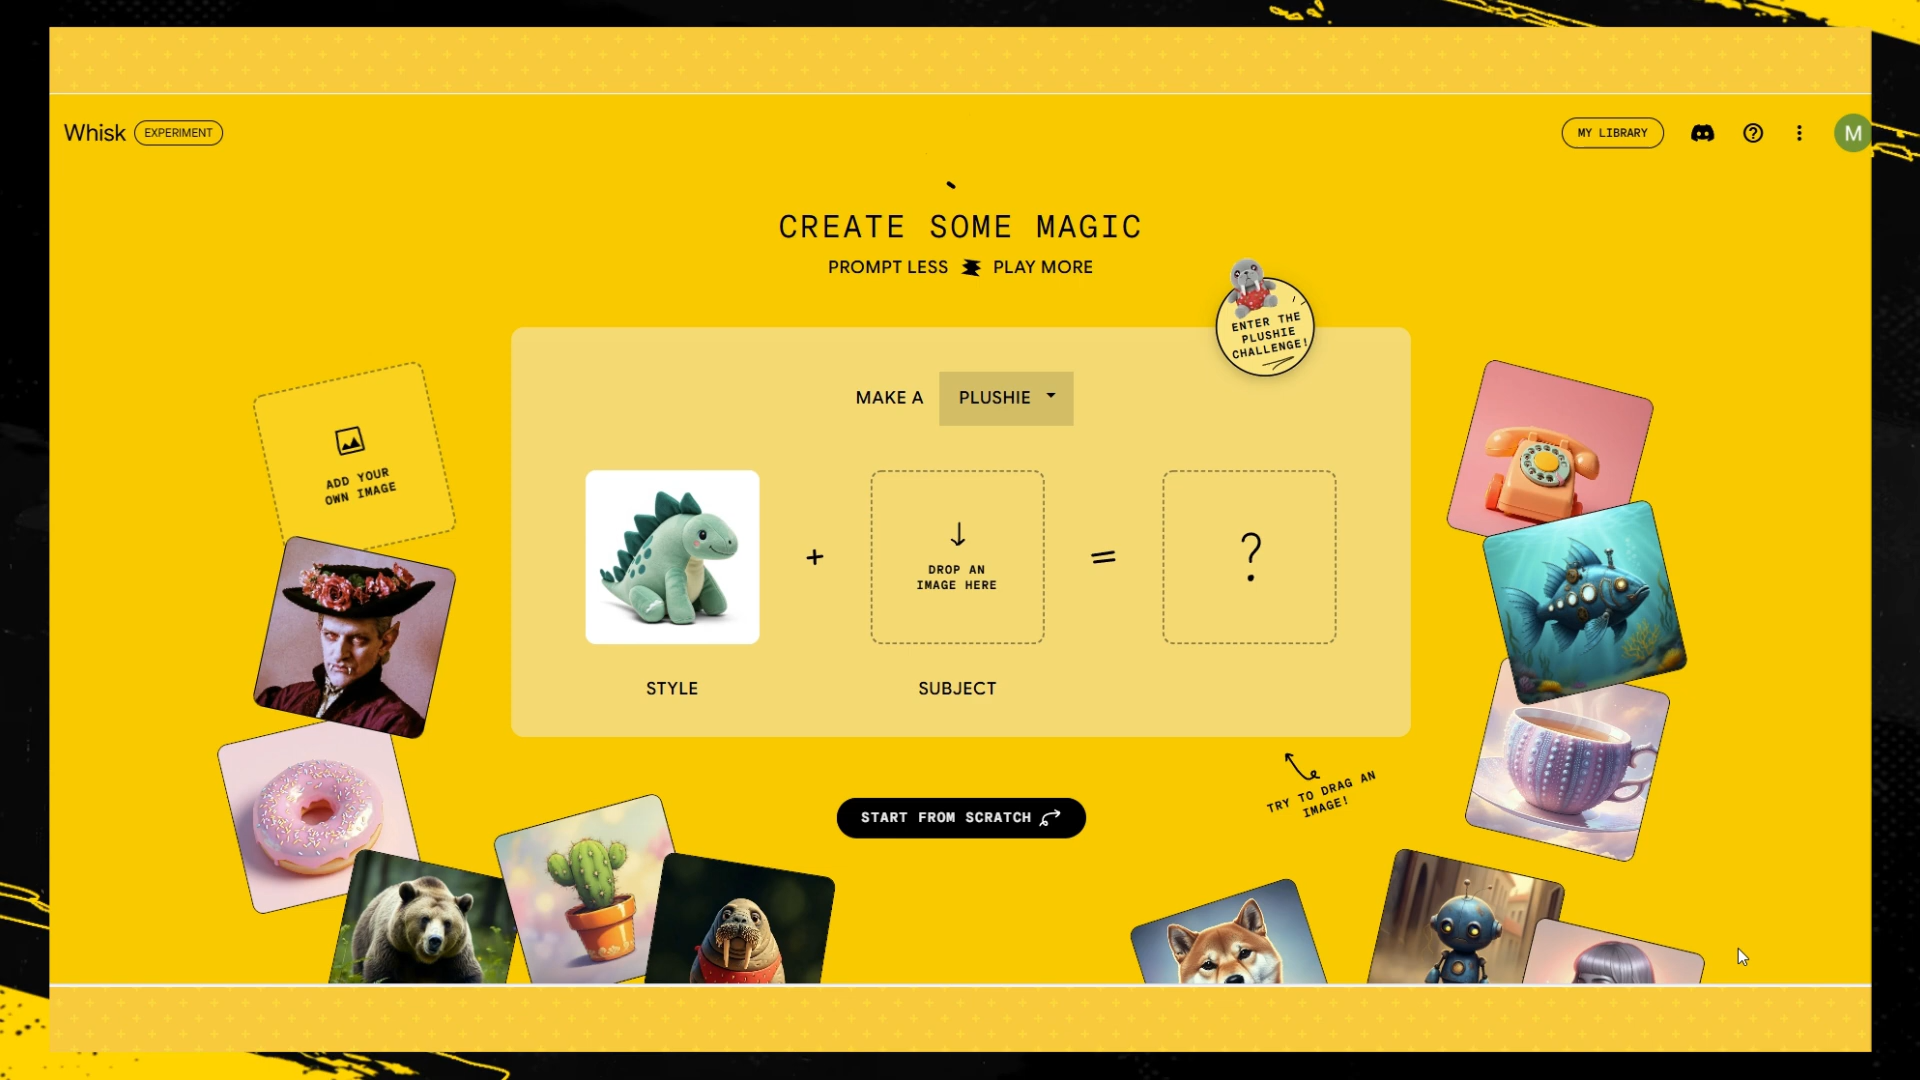 Whisk EXPERIMENT
MY LIBRARY
M
CREATE SOME MAGIC
PROMPT LESS PLAY MORE
ENTER THE
PLUSHIE
CHALLENGE!
MAKE A PLUSHIE
ADD YOUR
OWN IMAGE
+
DROP AN
IMAGE HERE
=
?
STYLE
SUBJECT
TRY TO DRAG AN
IMAGE!
START FROM SCRATCH